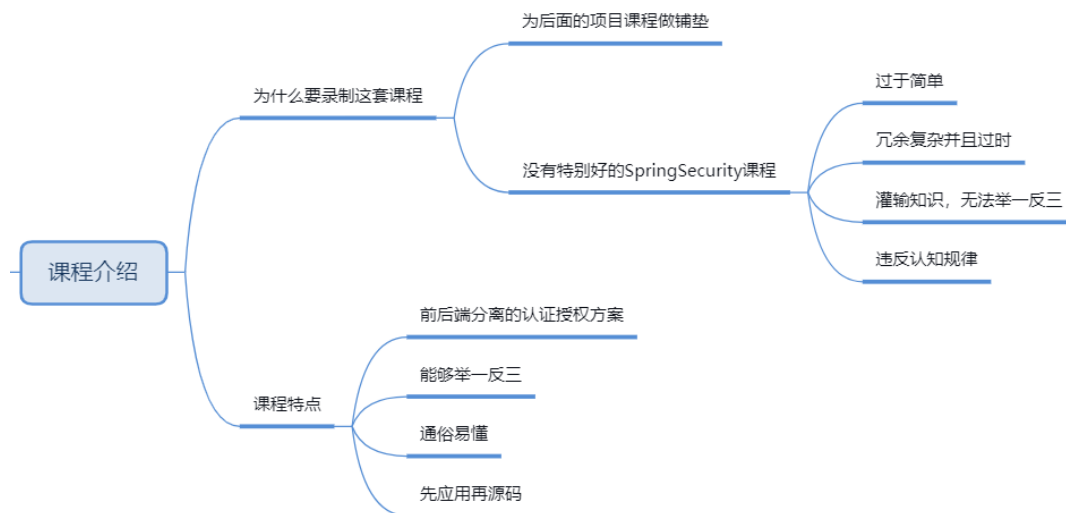 课程介绍
为什么要录制这套课程
为后面的项目课程做铺垫
没有特别好的SpringSecurity课程
过于简单
冗余复杂并且过时
灌输知识，无法举一反三
违反认知规律
课程特点
前后端分离的认证授权方案
能够举一反三
通俗易懂
先应用再源码